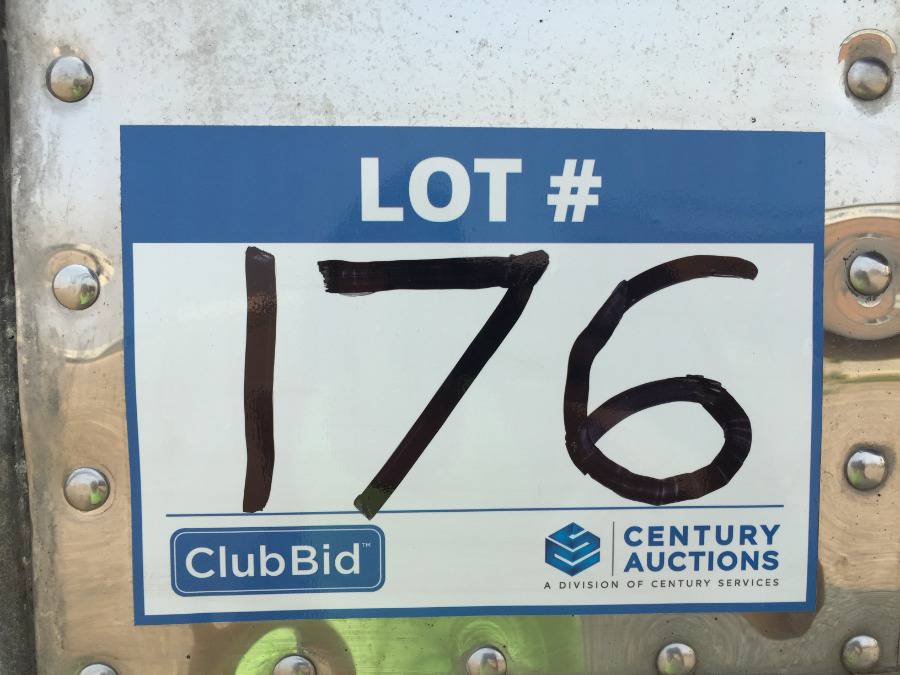 LOT #
176
ClubBid™
CENTURY
AUCTIONS
A DIVISION OF CENTURY SERVICES